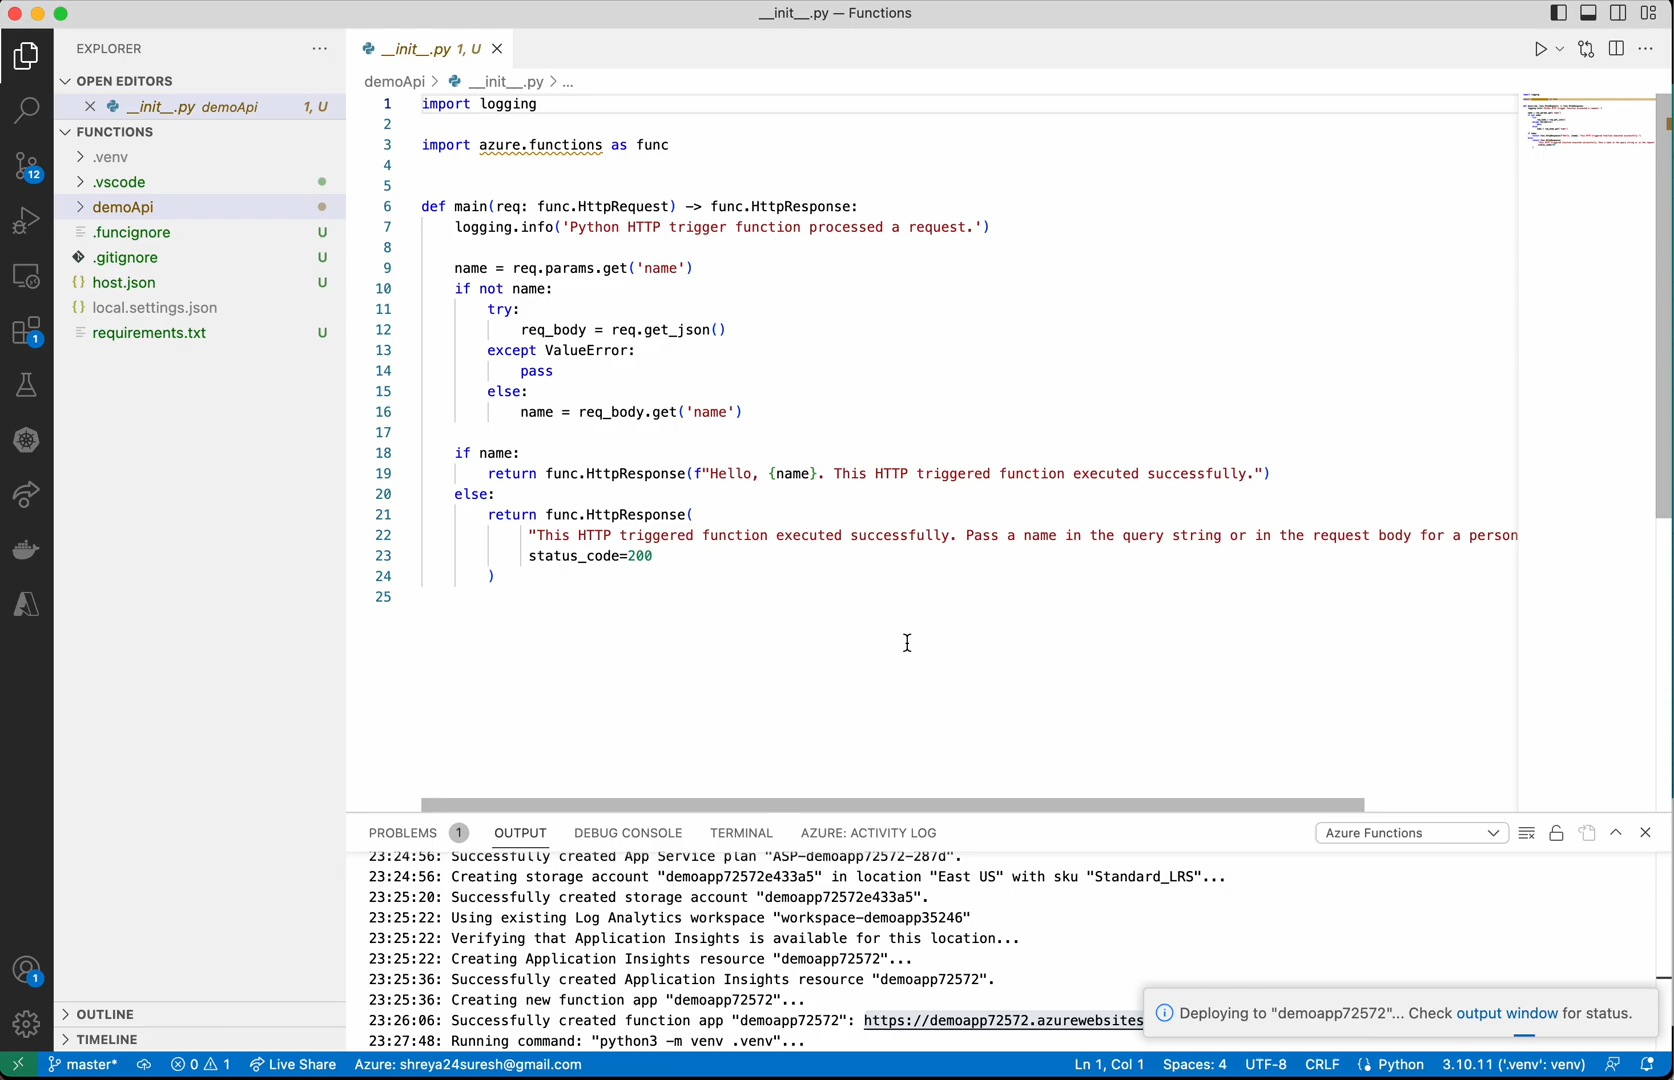 __init__.py — Functions
EXPLORER
OPEN EDITORS
__init__.py demoApi 1, U
FUNCTIONS
.venv
.vscode
demoApi
.funcignore U
.gitignore U
{} host.json U
{} local.settings.json
requirements.txt U
12
1
1
OUTLINE
TIMELINE
__init__.py 1, U
demoApi > __init__.py > ...
1 import logging
2
3 import azure.functions as func
4
5
6 def main(req: func.HttpRequest) -> func.HttpResponse:
7 logging.info('Python HTTP trigger function processed a request.')
8
9 name = req.params.get('name')
10 if not name:
11 try:
12 req_body = req.get_json()
13 except ValueError:
14 pass
15 else:
16 name = req_body.get('name')
17
18 if name:
19 return func.HttpResponse(f"Hello, {name}. This HTTP triggered function executed successfully.")
20 else:
21 return func.HttpResponse(
22 "This HTTP triggered function executed successfully. Pass a name in the query string or in the request body for a person
23 status_code=200
24 )
25
PROBLEMS 1 OUTPUT DEBUG CONSOLE TERMINAL AZURE: ACTIVITY LOG Azure Functions
23:24:56: Successfully created App Service plan "ASP-demoapp72572-287d".
23:24:56: Creating storage account "demoapp72572e433a5" in location "East US" with sku "Standard_LRS"...
23:25:20: Successfully created storage account "demoapp72572e433a5".
23:25:22: Using existing Log Analytics workspace "workspace-demoapp35246"
23:25:22: Verifying that Application Insights is available for this location...
23:25:22: Creating Application Insights resource "demoapp72572"...
23:25:36: Successfully created Application Insights resource "demoapp72572".
23:25:36: Creating new function app "demoapp72572"...
23:26:06: Successfully created function app "demoapp72572": https://demoapp72572.azurewebsites
23:27:48: Running command: "python3 -m venv .venv"...
Deploying to "demoapp72572"... Check output window for status.
master* 0 1 Live Share Azure: shreya24suresh@gmail.com Ln 1, Col 1 Spaces: 4 UTF-8 CRLF Python 3.10.11 ('.venv': venv)